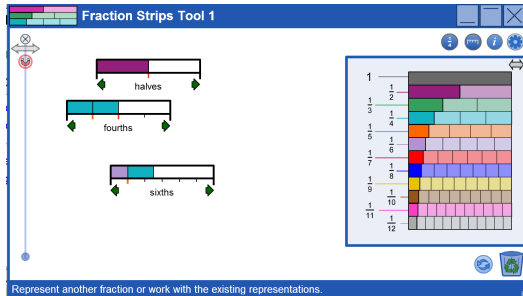 Fraction Strips Tool 1
1/4
i
halves
fourths
sixths
1
1/2
1/3
1/4
1/5
1/6
1/7
1/8
1/9
1/10
1/11
1/12
Represent another fraction or work with the existing representations.